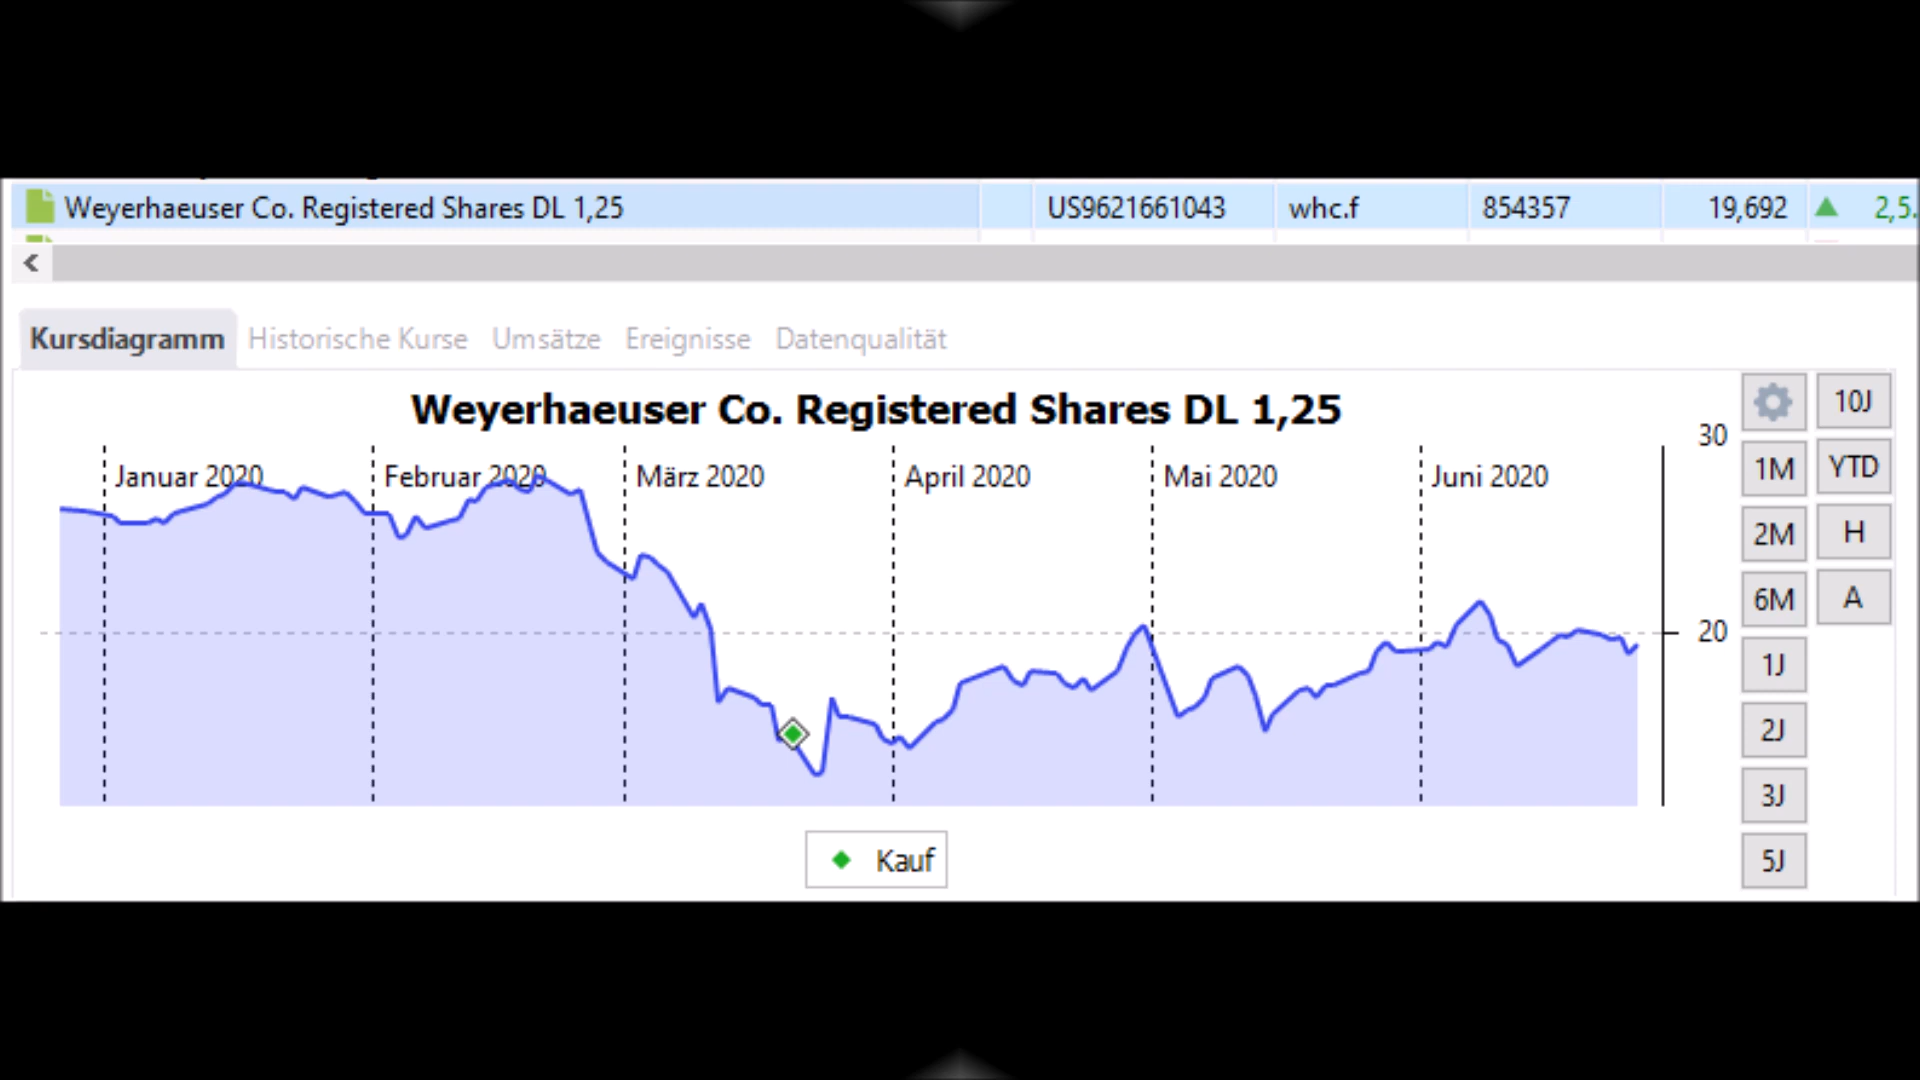 Weyerhaeuser Co. Registered Shares DL 1,25 US9621661043 whc.f 854357 19,692 2,5.
Kursdiagramm Historische Kurse Umsätze Ereignisse Datenqualität
Weyerhaeuser Co. Registered Shares DL 1,25
Januar 2020 Februar 2020 März 2020 April 2020 Mai 2020 Juni 2020
30
20
Kauf
10J
1M YTD
2M H
6M A
1J
2J
3J
5J